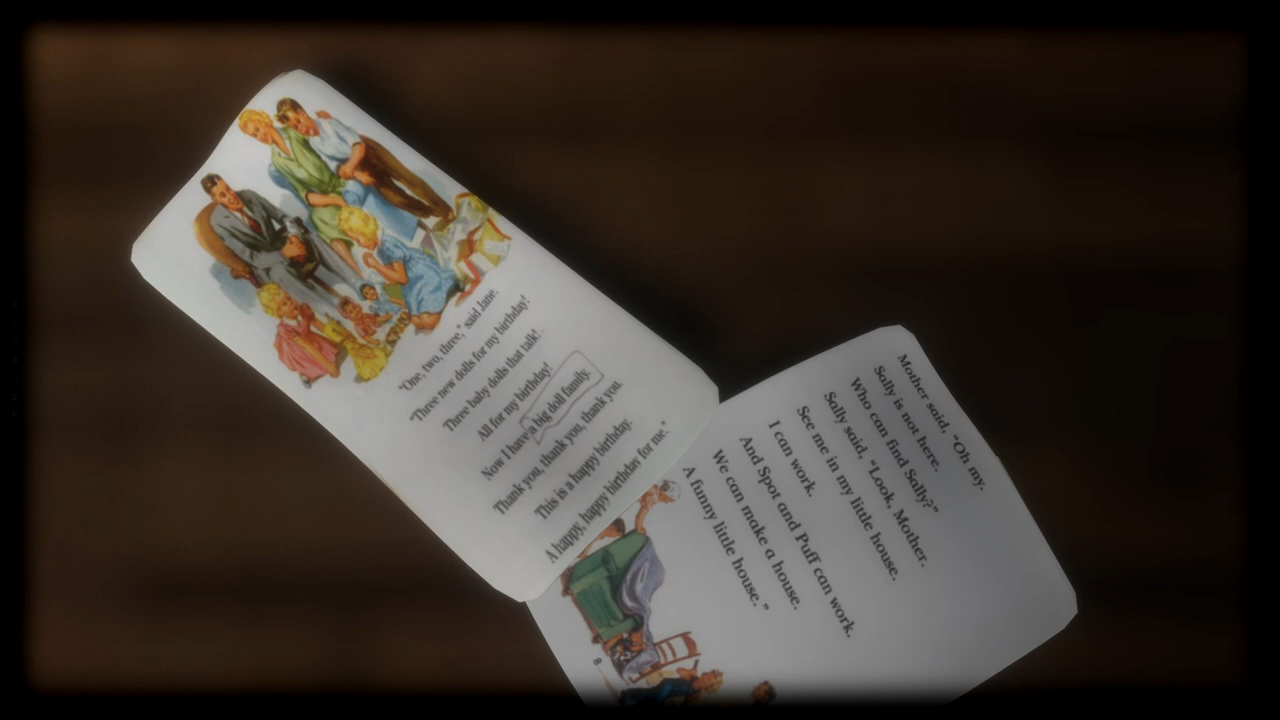 "One, two, three," said Jane.
"Three new dolls for my birthday!
Three baby dolls that talk!
All for my birthday!
Now I have a big doll family.
Thank you, thank you, thank you.
This is a happy birthday.
A happy, happy birthday for me."
Mother said, "Oh my.
Sally is not here.
Who can find Sally?"
Sally said, "Look, Mother.
See me in my little house.
I can work.
And Spot and Puff can work.
We can make a house.
A funny little house."
8